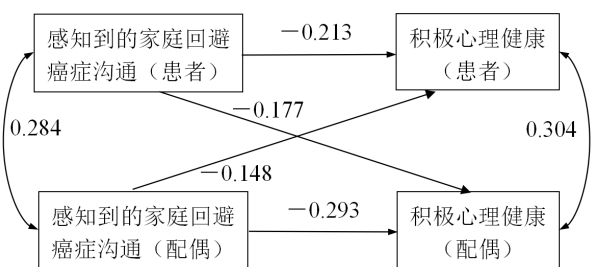 感知到的家庭回避
癌症沟通（患者）
−0.213
积极心理健康
（患者）
−0.177
0.284
0.304
−0.148
感知到的家庭回避
癌症沟通（配偶）
−0.293
积极心理健康
（配偶）